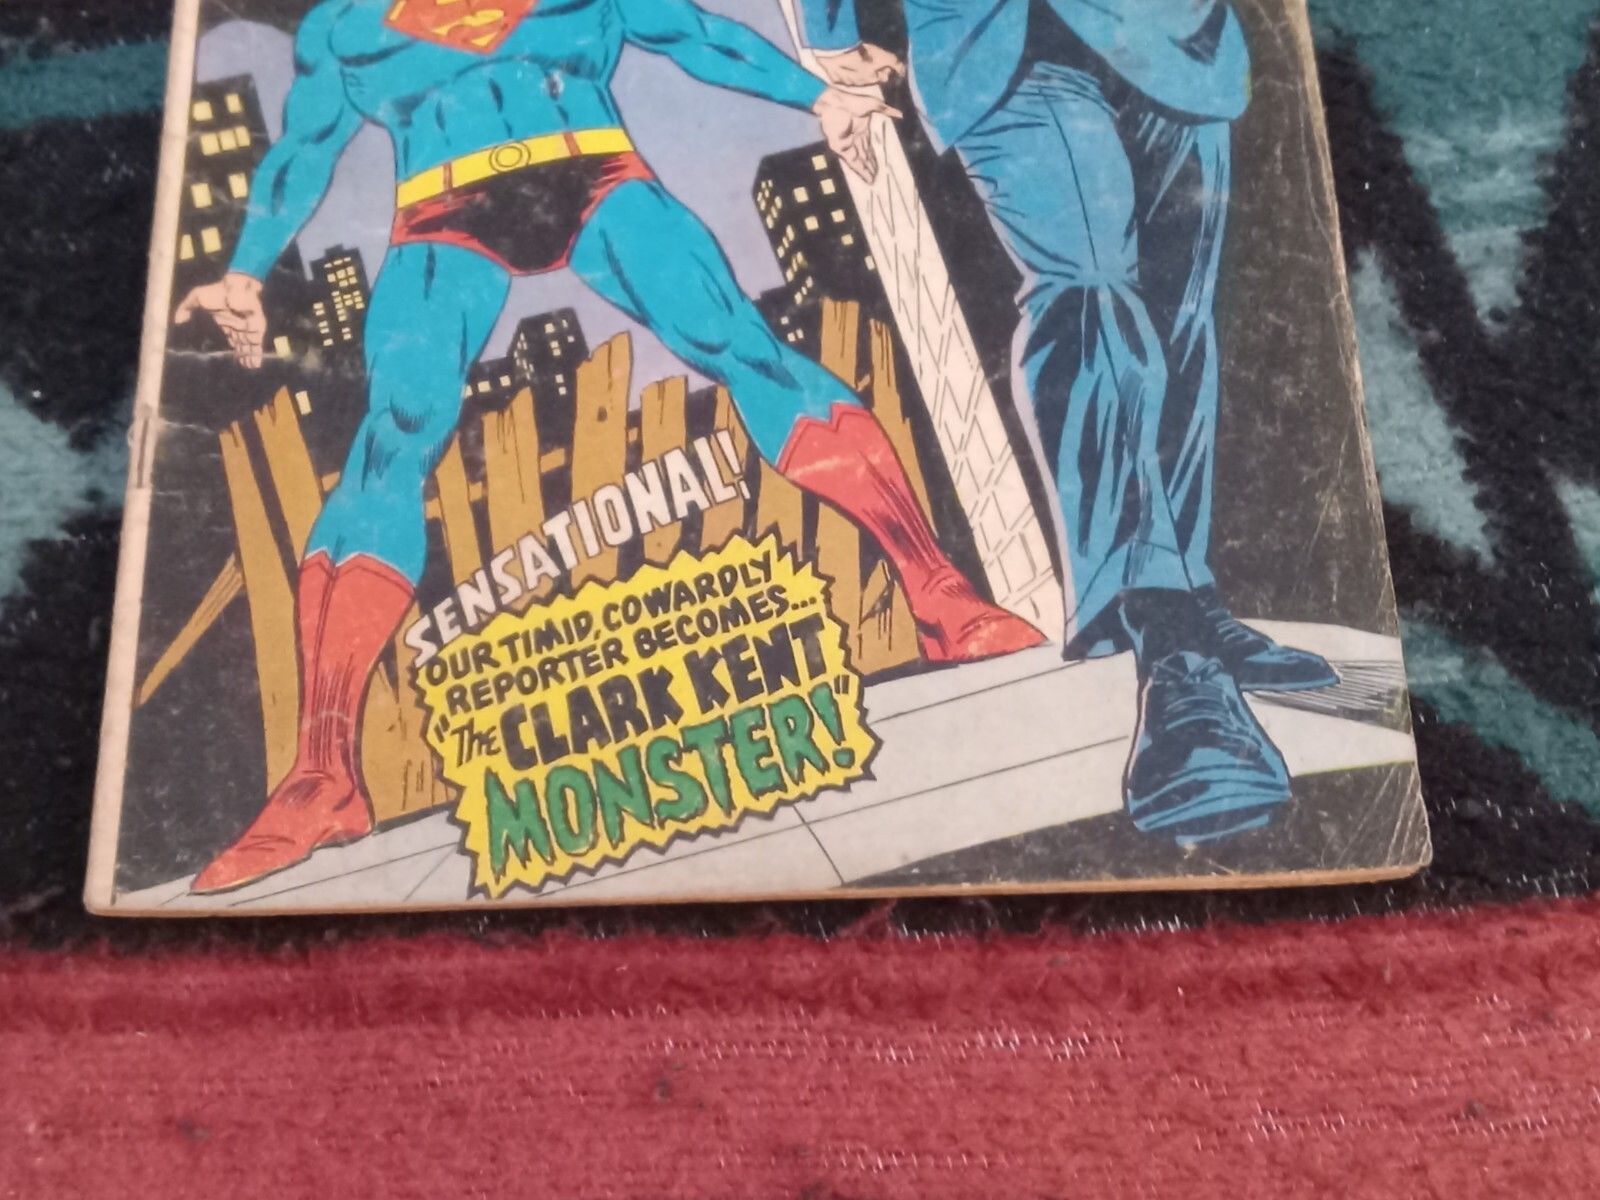 S
SENSATIONAL!
OUR TIMID, COWARDLY
REPORTER BECOMES...
"The CLARK KENT
MONSTER!"